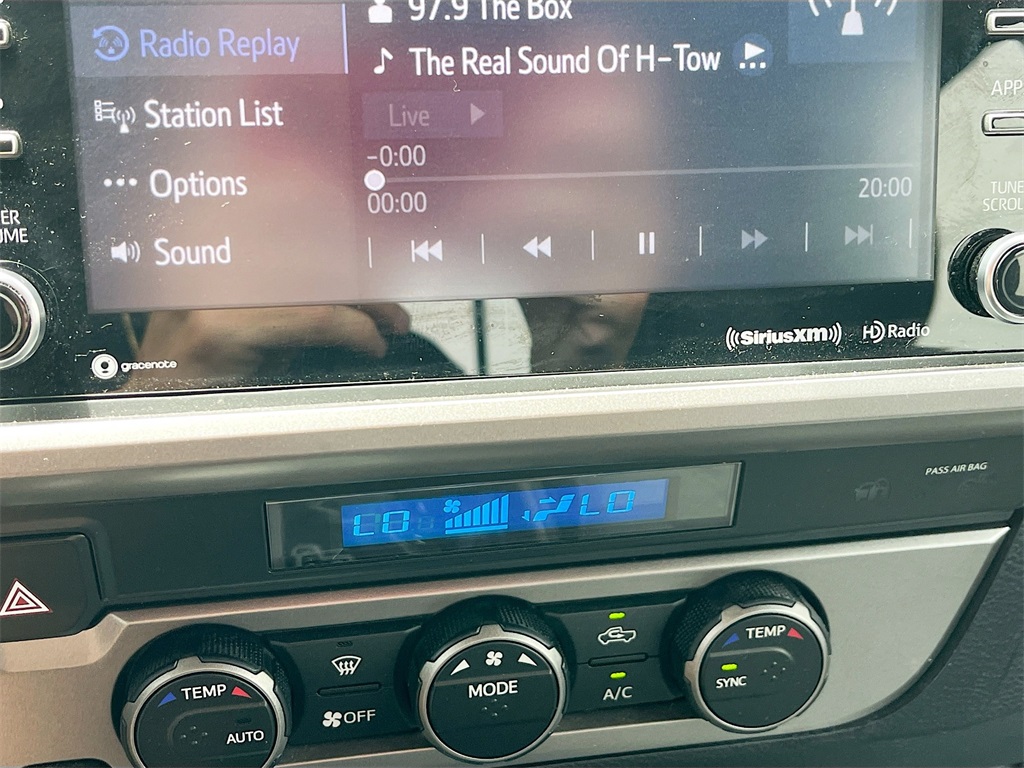 97.9 The Box
Radio Replay
The Real Sound Of H-Tow
Station List
Live
-0:00
Options
00:00
20:00
Sound
APP
TUNE
SCROL
ER
UME
gracenote
((SiriusXM))
HD Radio
PASS AIR BAG
LO
LO
TEMP
AUTO
OFF
MODE
A/C
TEMP
SYNC